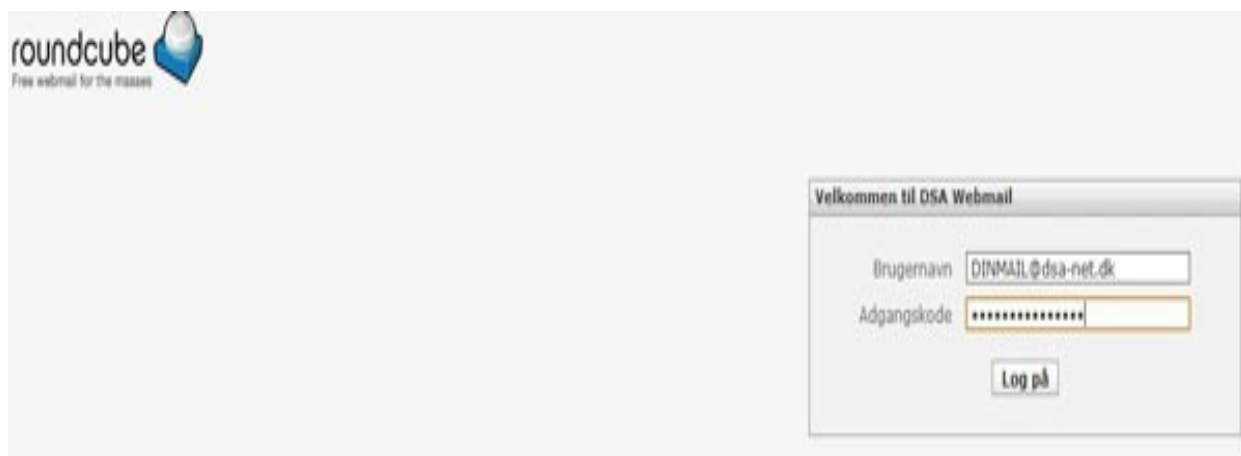 roundcube
Free webmail for the masses
Velkommen til DSA Webmail
Brugernavn DINMAIL@dsa-net.dk
Adgangskode •••••••••••••••
Log på